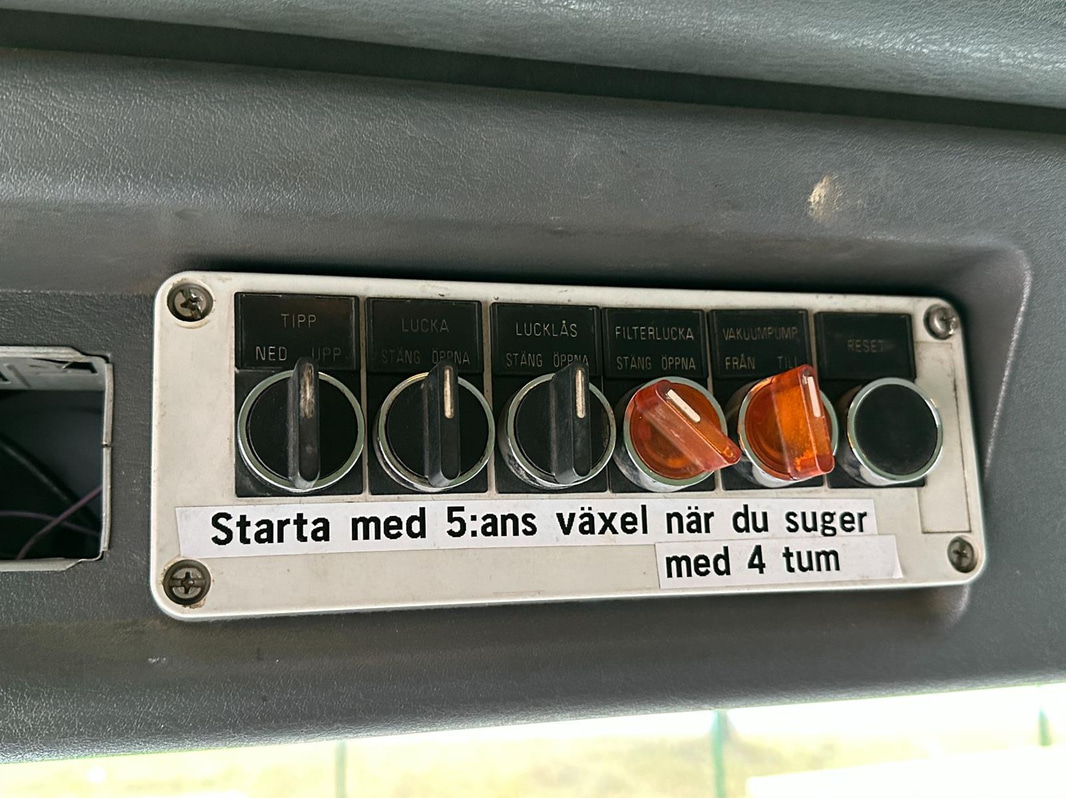 TIPP
NED UPP
LUCKA
STÄNG ÖPPNA
LUCKLÅS
STÄNG ÖPPNA
FILTERLUCKA
STÄNG ÖPPNA
VAKUUMPUMP
FRÅN TILL
RESET
Starta med 5:ans växel när du suger
med 4 tum